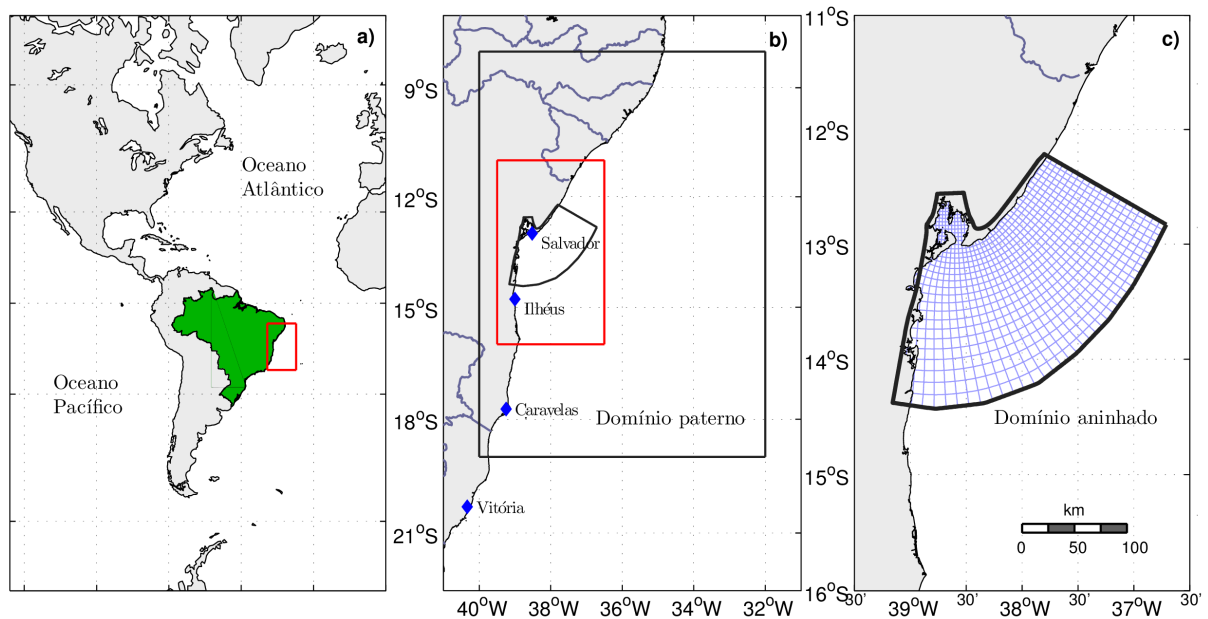 a)
Oceano
Atlântico
Oceano
Pacífico
b)
9°S
12°S
15°S
18°S
21°S
40°W
38°W
36°W
34°W
32°W
Salvador
Ilhéus
Caravelas
Vitória
Domínio paterno
c)
11°S
12°S
13°S
14°S
15°S
16°S
30'
39°W
30'
38°W
30'
37°W
30'
Domínio aninhado
km
0
50
100